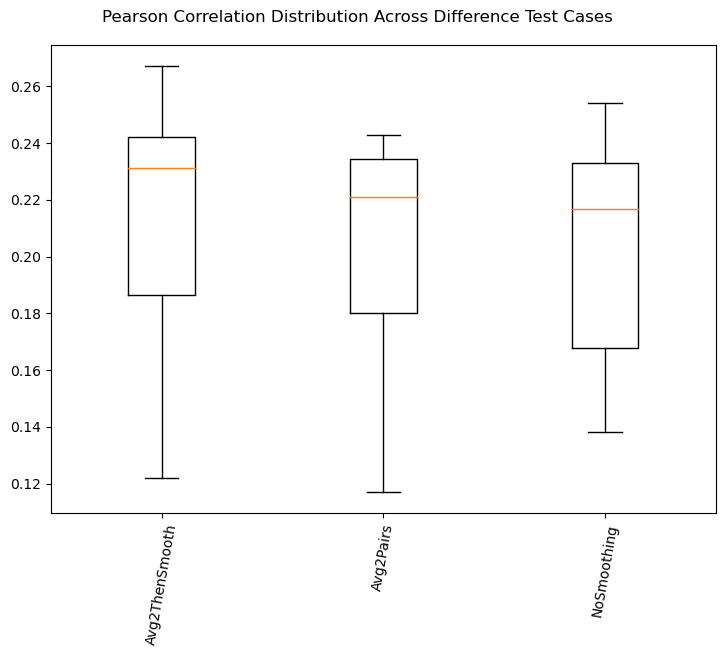 Pearson Correlation Distribution Across Difference Test Cases
0.26
0.24
0.22
0.20
0.18
0.16
0.14
0.12
Avg2ThenSmooth
Avg2Pairs
NoSmoothing